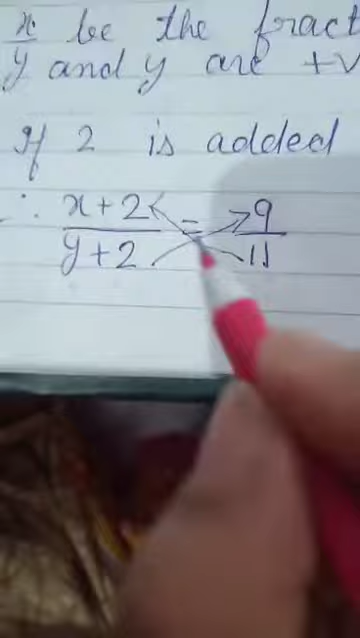 x/y be the fract
y and y are +v
If 2 is added
∴ x+2/y+2 = 9/11